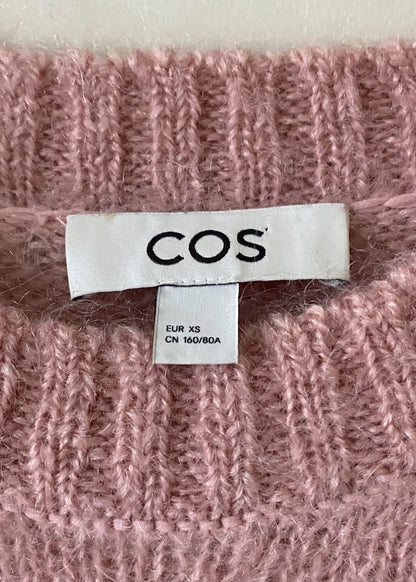 COS
EUR XS
CN 160/80A